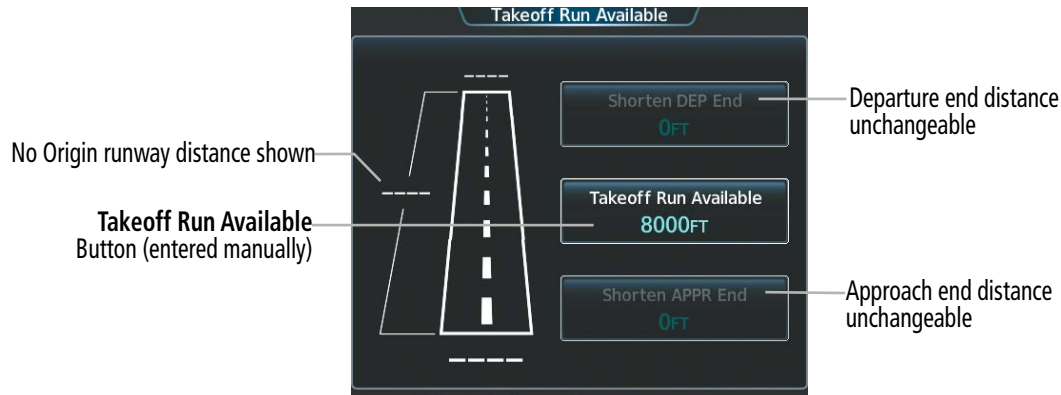 Takeoff Run Available
Shorten DEP End
0FT
Departure end distance
unchangeable
No Origin runway distance shown
Takeoff Run Available
Button (entered manually)
Takeoff Run Available
8000FT
Shorten APPR End
0FT
Approach end distance
unchangeable